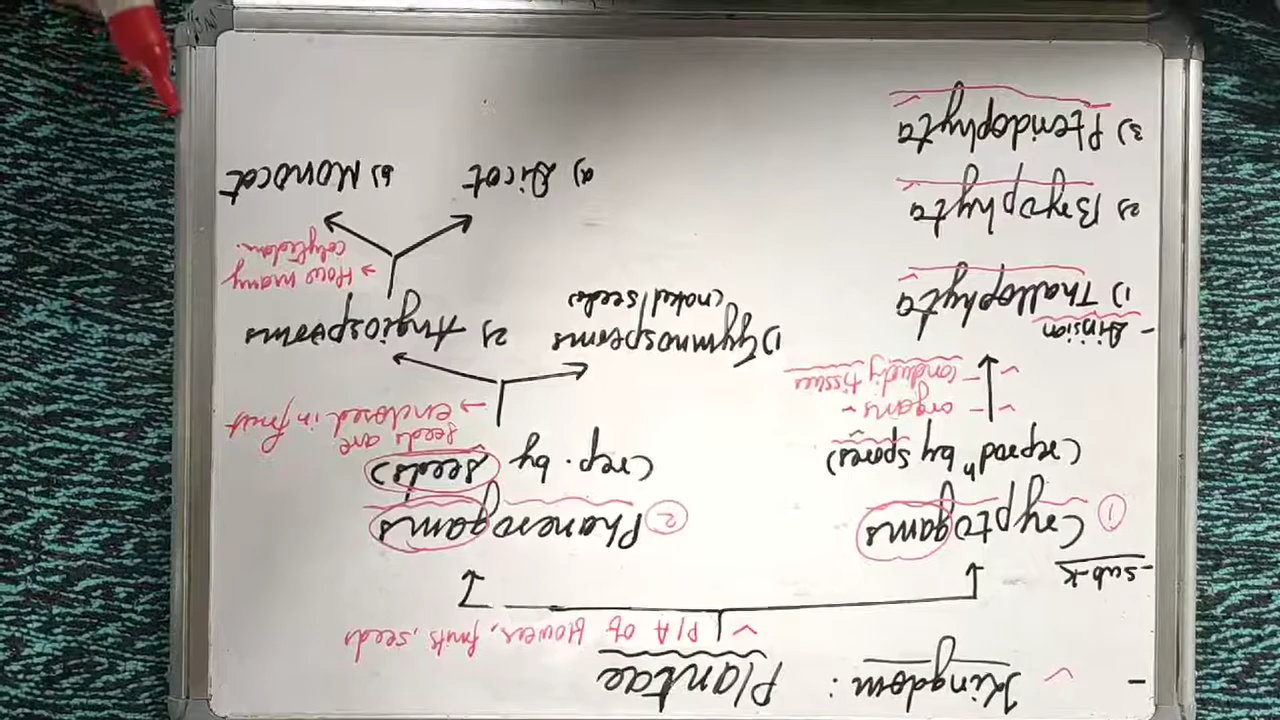 - Kingdom : Plantae
P/A of flowers, fruits, seeds
- sub-k
① Cryptogams
(reprodⁿ by spores)
- organs
- conducting tissues
- Division
1) Thallophyta
2) Bryophyta
3) Pteridophyta
② Phanerogams
(rep. by seeds)
seeds are
→ enclosed in fruit
1) Gymnosperms
(naked seeds)
2) Angiosperms
→ How many
cotyledon.
a) Dicot
b) Monocot